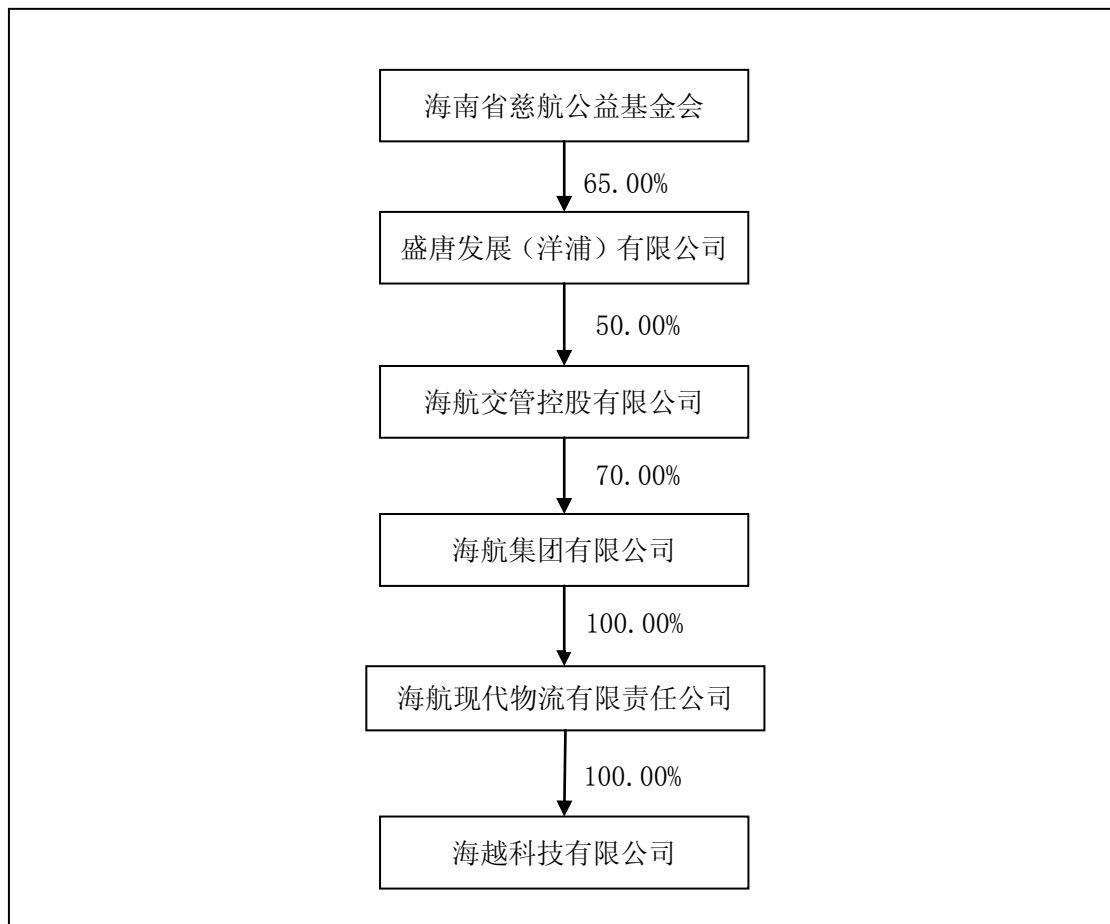 海南省慈航公益基金会
65.00%
盛唐发展（洋浦）有限公司
50.00%
海航交管控股有限公司
70.00%
海航集团有限公司
100.00%
海航现代物流有限责任公司
100.00%
海越科技有限公司